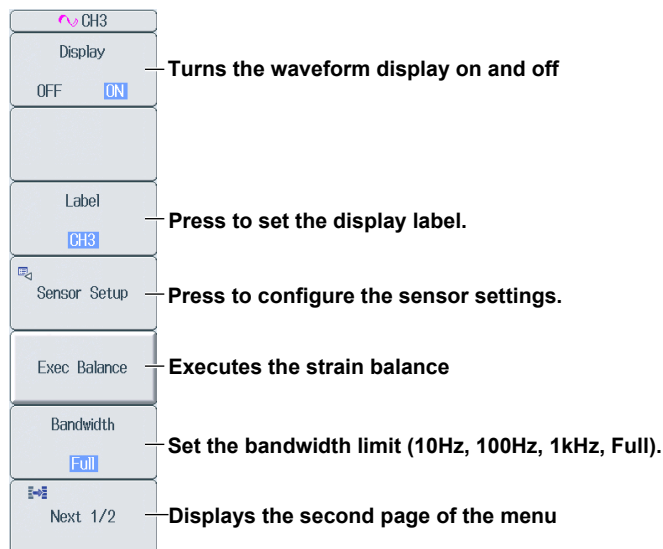 CH3
Display
OFF ON
Turns the waveform display on and off
Label
CH3
Press to set the display label.
Sensor Setup
Press to configure the sensor settings.
Exec Balance
Executes the strain balance
Bandwidth
Full
Set the bandwidth limit (10Hz, 100Hz, 1kHz, Full).
Next 1/2
Displays the second page of the menu